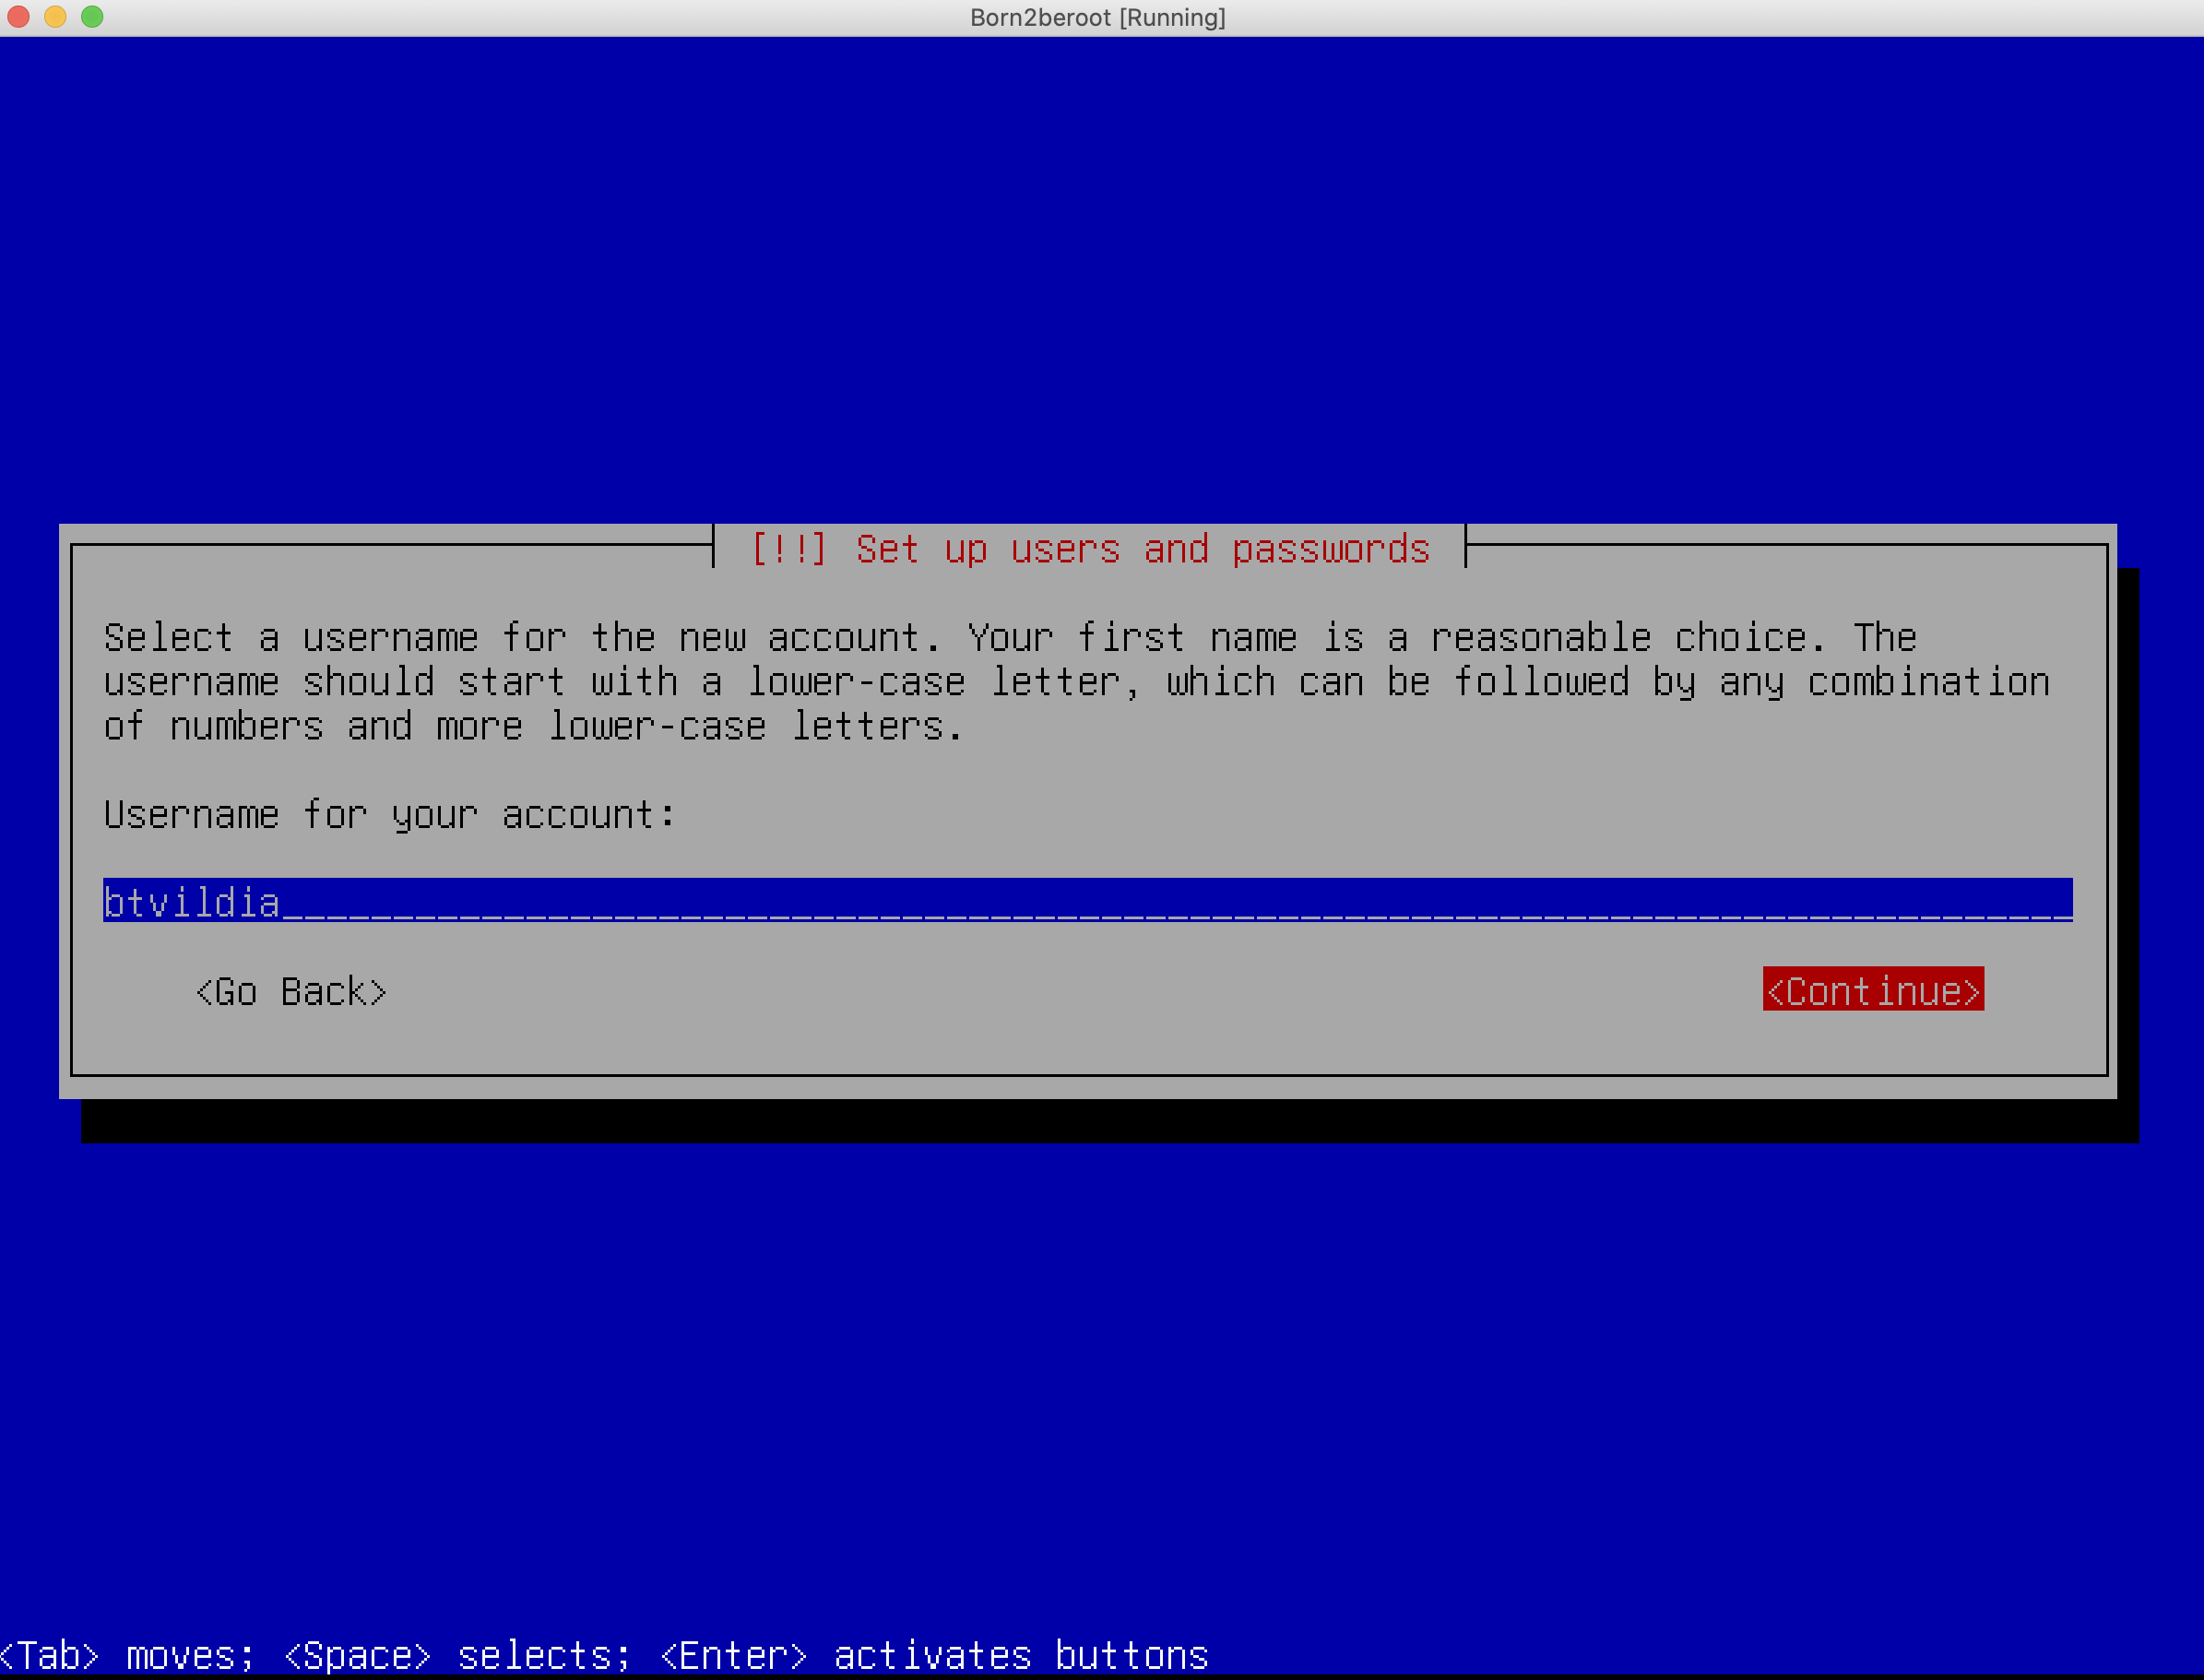 Born2beroot [Running]
[!!] Set up users and passwords
Select a username for the new account. Your first name is a reasonable choice. The
username should start with a lower-case letter, which can be followed by any combination
of numbers and more lower-case letters.
Username for your account:
btvildia
<Go Back> <Continue>
<Tab> moves; <Space> selects; <Enter> activates buttons